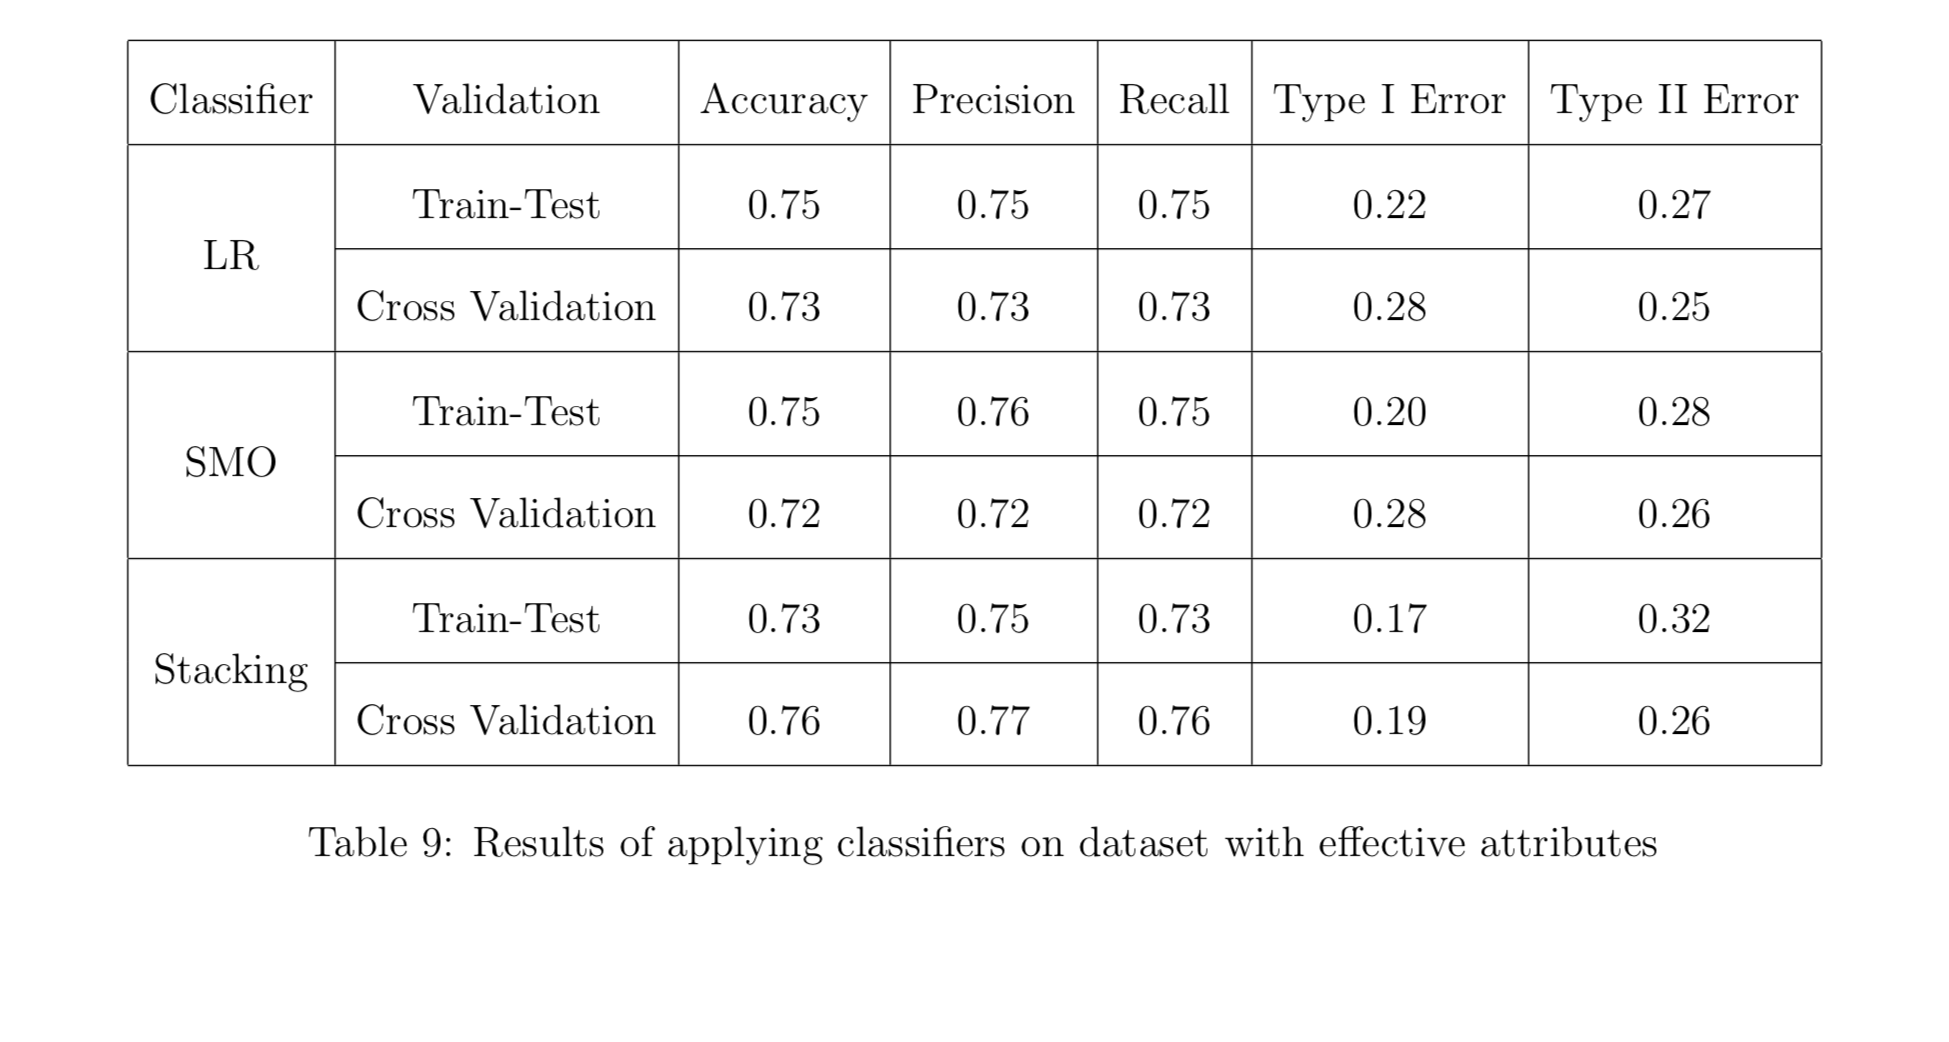 Classifier Validation Accuracy Precision Recall Type I Error Type II Error
LR
Train-Test 0.75 0.75 0.75 0.22 0.27
Cross Validation 0.73 0.73 0.73 0.28 0.25
SMO
Train-Test 0.75 0.76 0.75 0.20 0.28
Cross Validation 0.72 0.72 0.72 0.28 0.26
Stacking
Train-Test 0.73 0.75 0.73 0.17 0.32
Cross Validation 0.76 0.77 0.76 0.19 0.26
Table 9: Results of applying classifiers on dataset with effective attributes